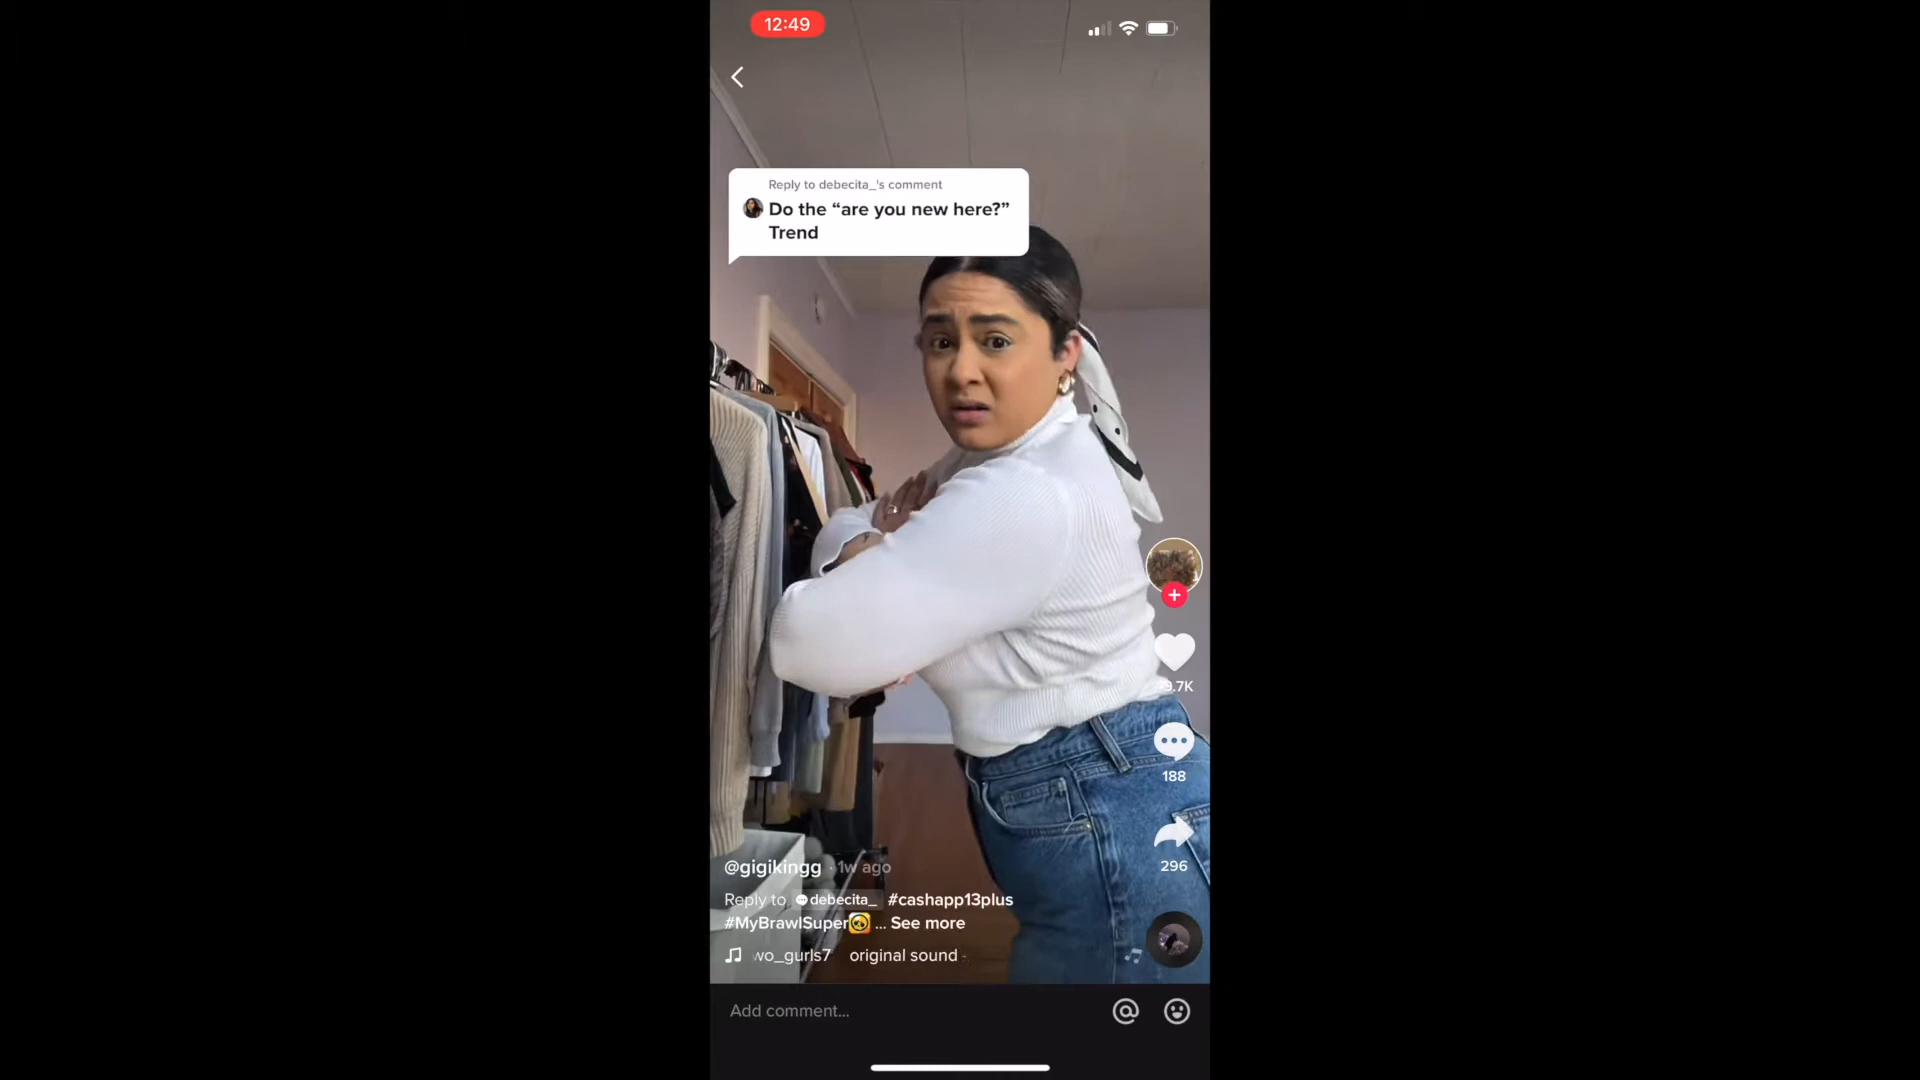 12:49
Reply to debecita_'s comment
Do the “are you new here?”
Trend
9.7K
188
296
@gigikingg · 1w ago
Reply to debecita_ #cashapp13plus
#MyBrawlSuper ... See more
wo_gurls7 original sound -
Add comment...